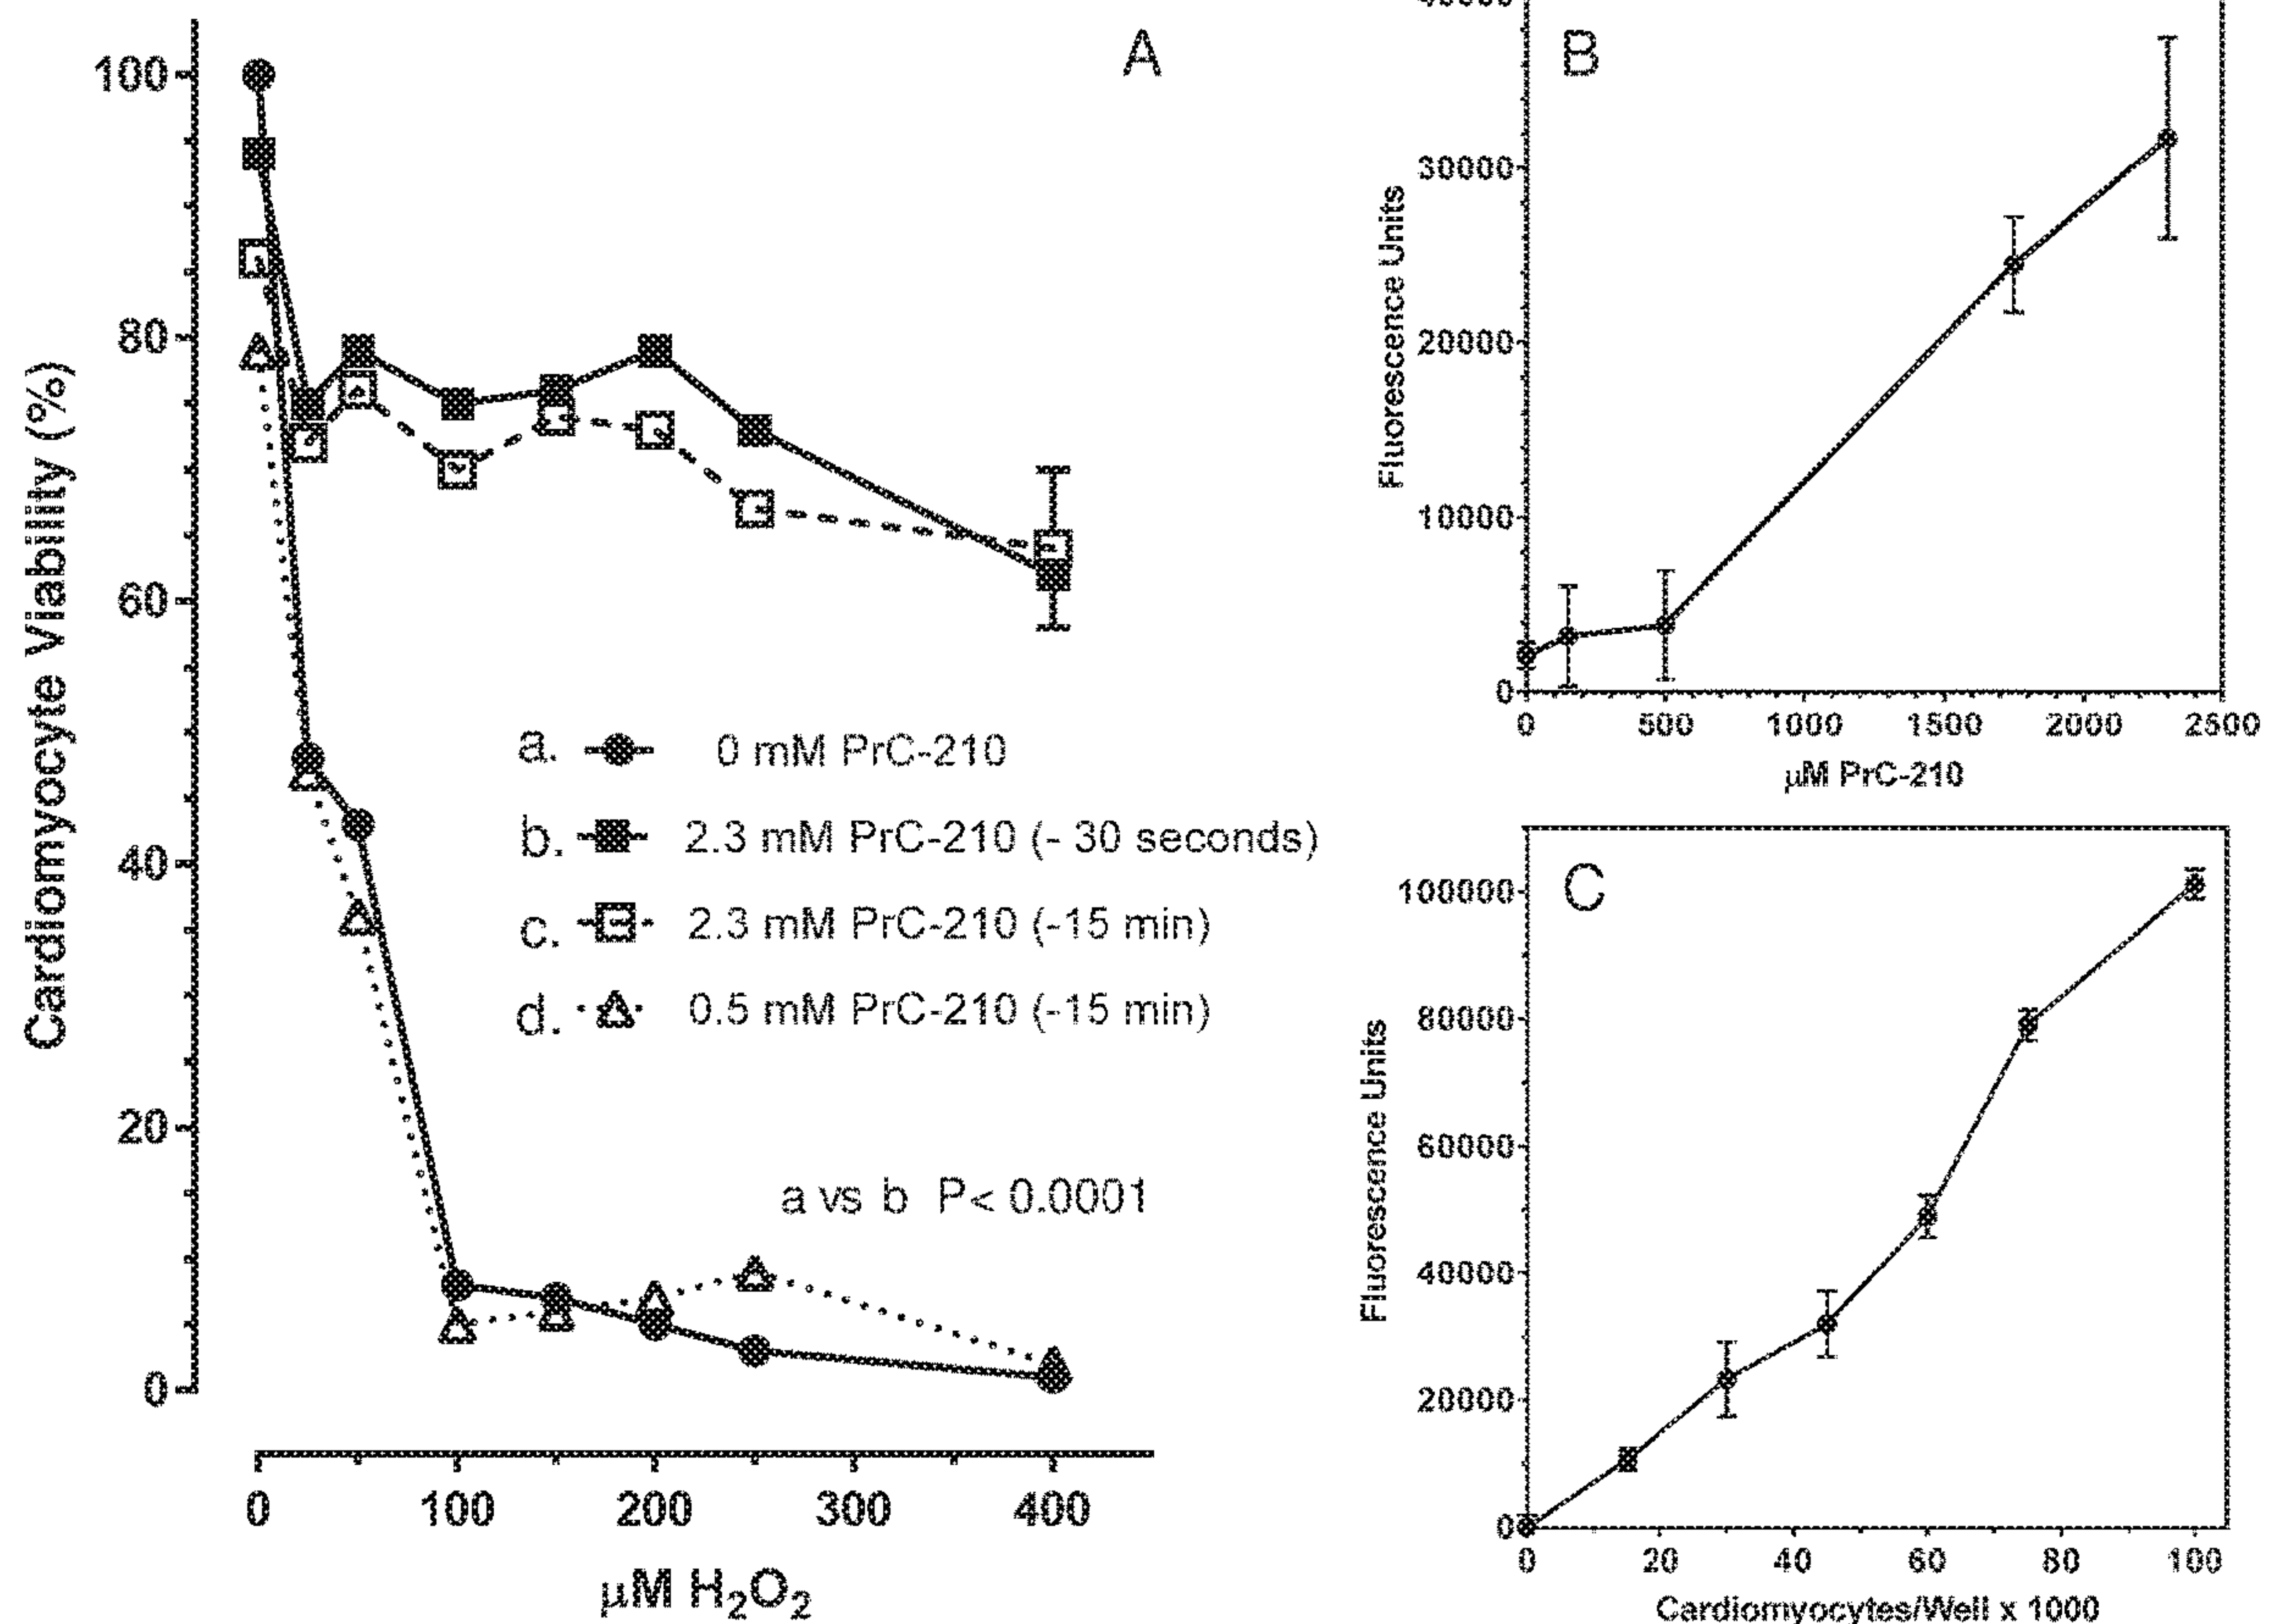 A
100
80
60
40
20
0
Cardiomyocyte Viability (%)
a. 0 mM PrC-210
b. 2.3 mM PrC-210 (- 30 seconds)
c. 2.3 mM PrC-210 (-15 min)
d. 0.5 mM PrC-210 (-15 min)
a vs b P< 0.0001
0 100 200 300 400
µM H₂O₂
B
30000
20000
10000
0
Fluorescence Units
0 500 1000 1500 2000 2500
µM PrC-210
C
100000
80000
60000
40000
20000
0
Fluorescence Units
0 20 40 60 80 100
Cardiomyocytes/Well x 1000